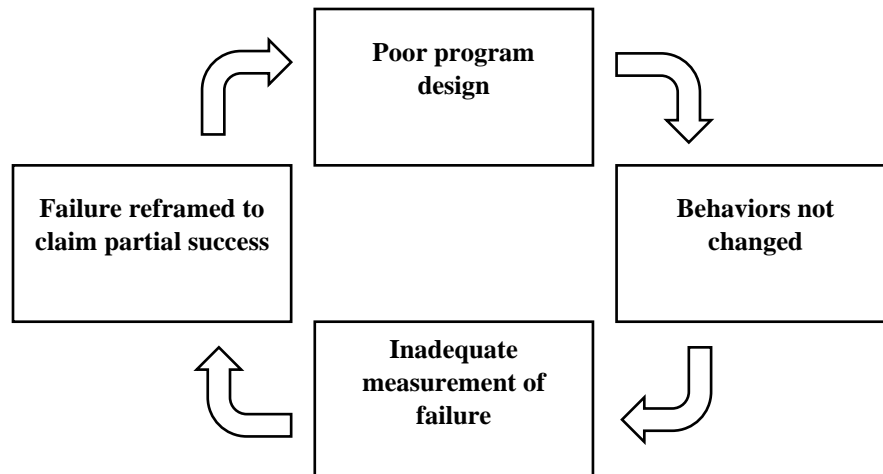 Poor program
design
Behaviors not
changed
Inadequate
measurement of
failure
Failure reframed to
claim partial success